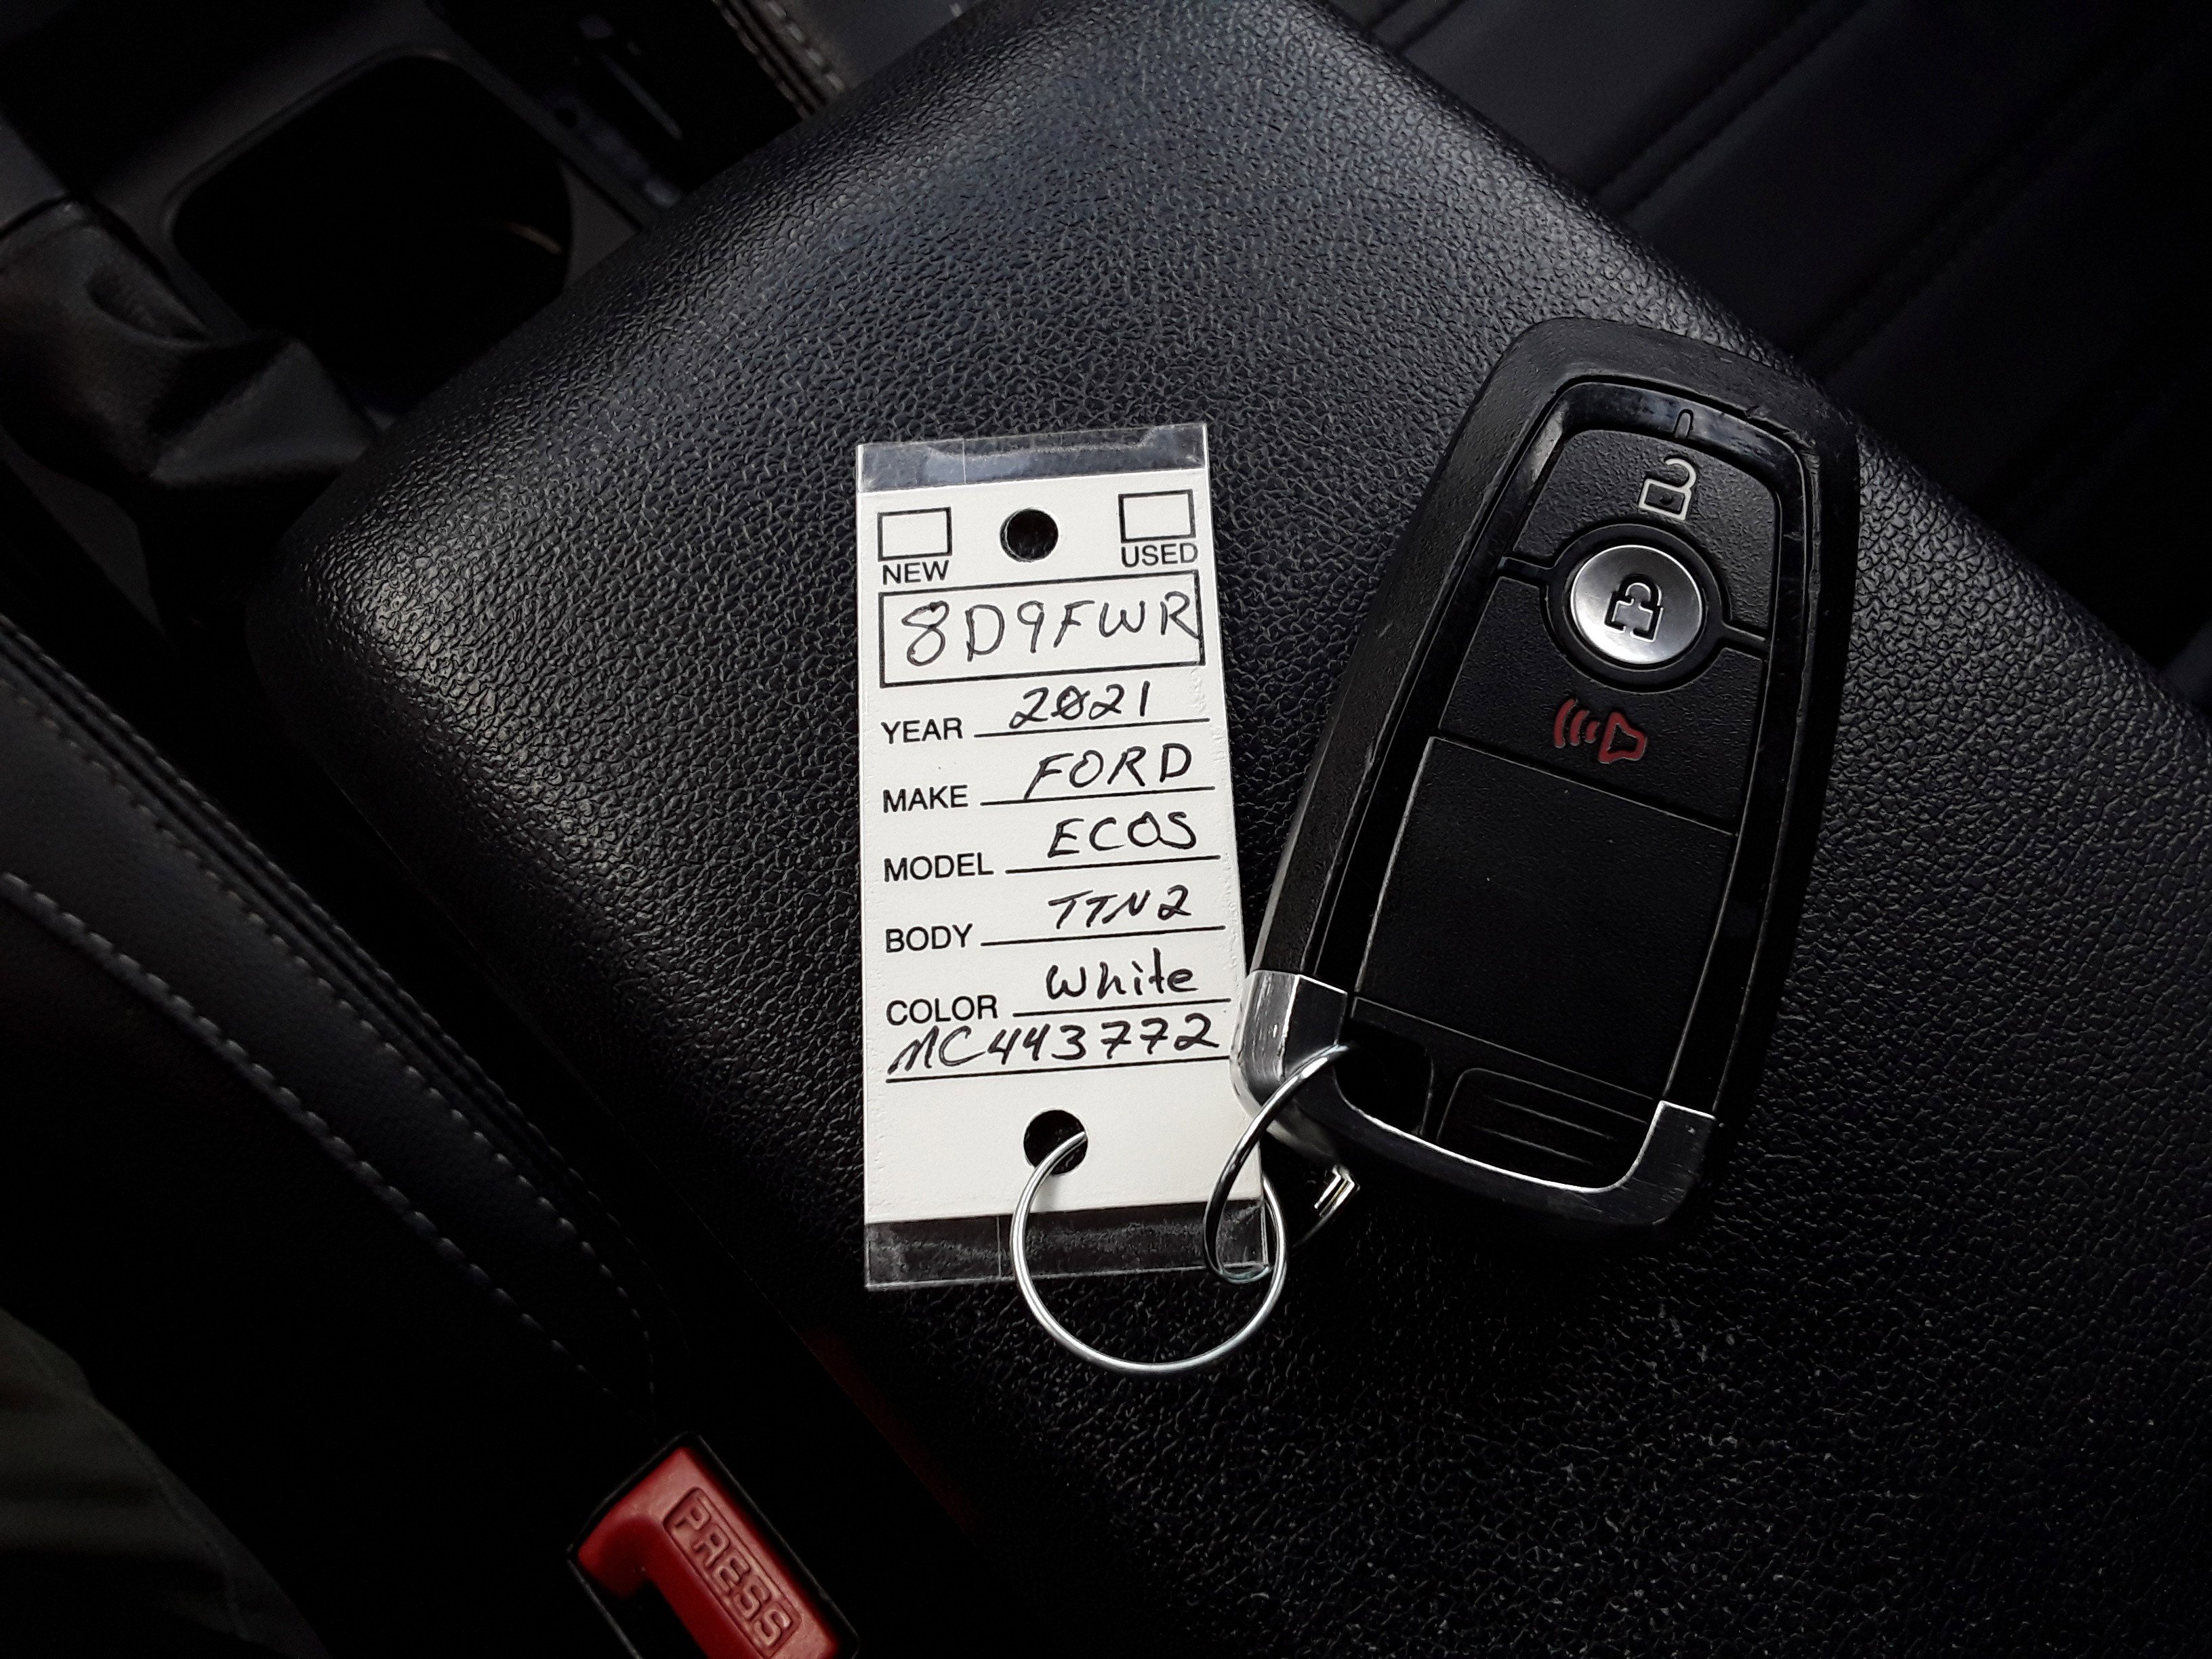 NEW USED
8D9FWR
YEAR 2021
MAKE FORD
MODEL ECOS
BODY TTN2
COLOR White
MC443772
PRESS